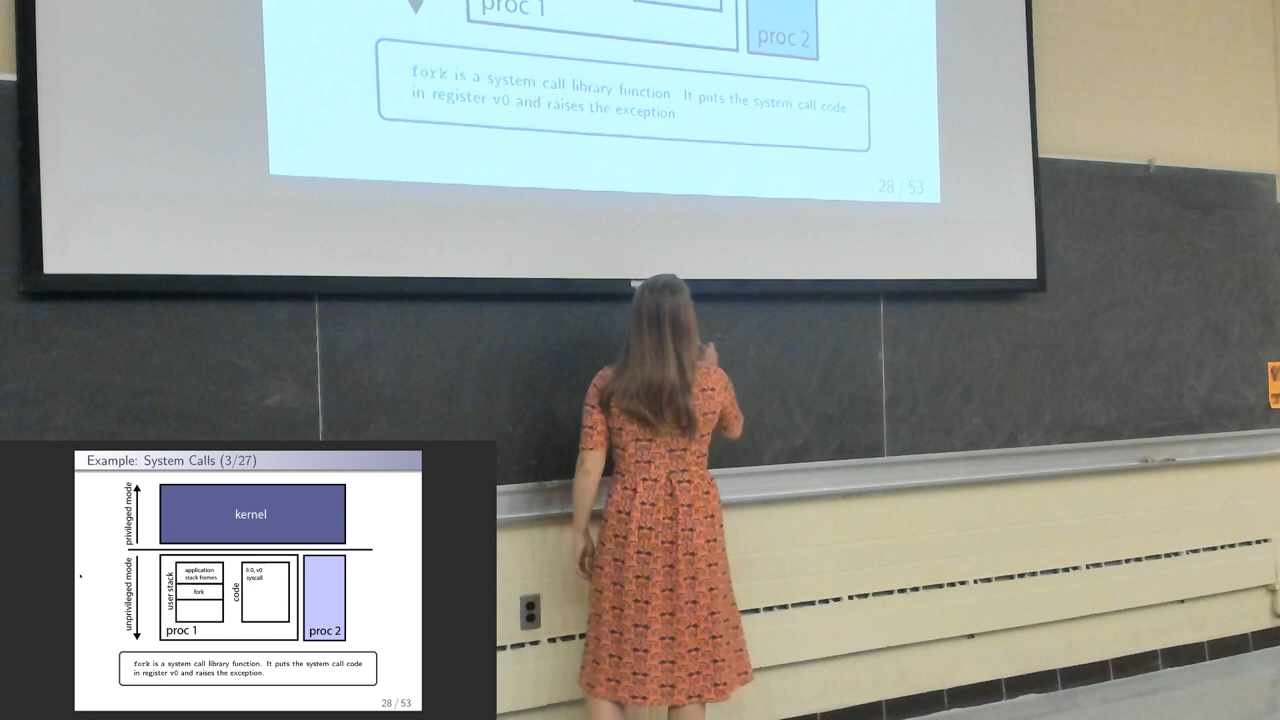 proc 1
proc 2
fork is a system call library function. It puts the system call code
in register v0 and raises the exception
28 / 53
Example: System Calls (3/27)
privileged mode
kernel
unprivileged mode
user stack
application
stack frames
fork
code
li 0, v0
syscall
proc 1
proc 2
fork is a system call library function. It puts the system call code
in register v0 and raises the exception.
28 / 53